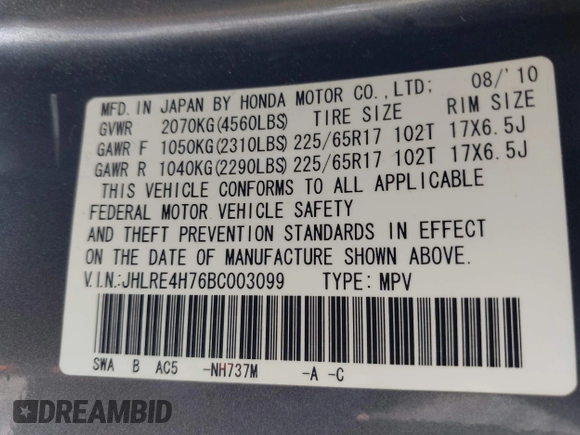 MFD. IN JAPAN BY HONDA MOTOR CO.,LTD; 08/'10
GVWR 2070KG(4560LBS) TIRE SIZE RIM SIZE
GAWR F 1050KG(2310LBS) 225/65R17 102T 17X6.5J
GAWR R 1040KG(2290LBS) 225/65R17 102T 17X6.5J
THIS VEHICLE CONFORMS TO ALL APPLICABLE
FEDERAL MOTOR VEHICLE SAFETY
AND THEFT PREVENTION STANDARDS IN EFFECT
ON THE DATE OF MANUFACTURE SHOWN ABOVE.
V.I.N.:JHLRE4H76BC003099 TYPE: MPV
SWA B AC5 -NH737M -A -C
DREAMBID